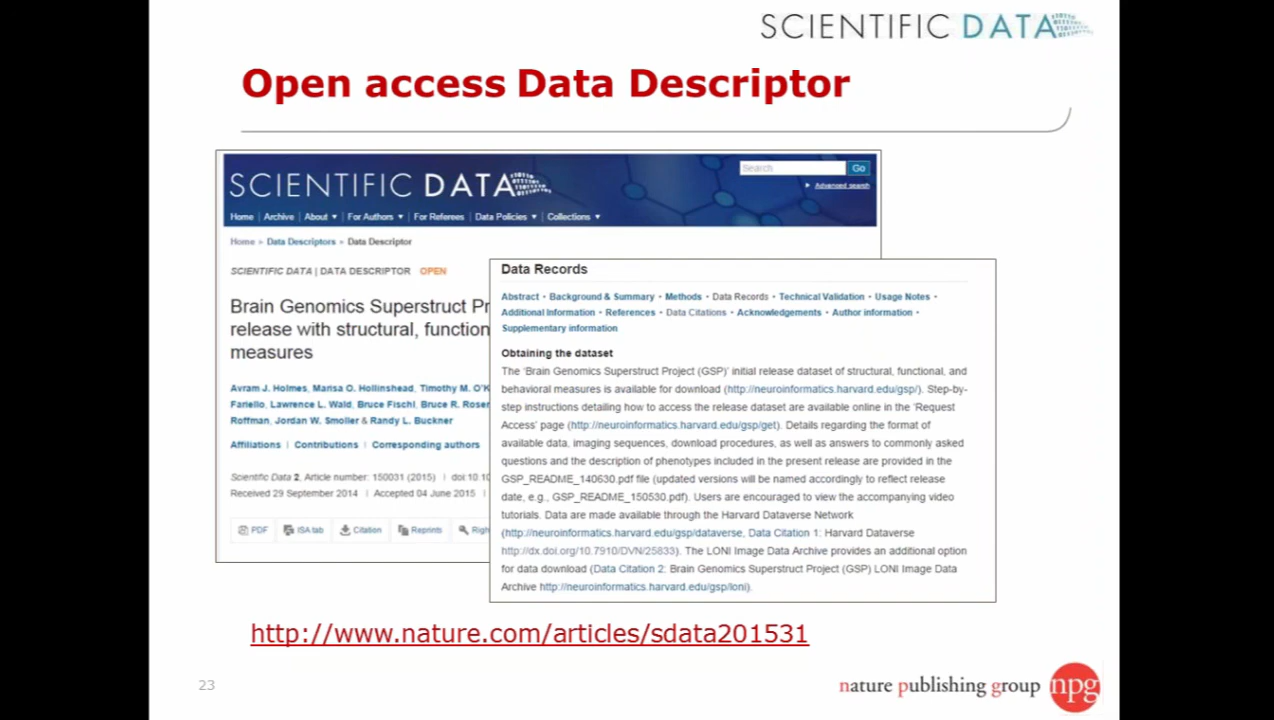 SCIENTIFIC DATA
Open access Data Descriptor
SCIENTIFIC DATA
Search Go
Advanced search
Home | Archive | About ▼ | For Authors ▼ | For Referees | Data Policies ▼ | Collections ▼
Home ▸ Data Descriptors ▸ Data Descriptor
SCIENTIFIC DATA | DATA DESCRIPTOR OPEN
Brain Genomics Superstruct Pr
release with structural, function
measures
Avram J. Holmes, Marisa O. Hollinshead, Timothy M. O'K
Fariello, Lawrence L. Wald, Bruce Fischl, Bruce R. Rosen
Roffman, Jordan W. Smoller & Randy L. Buckner
Affiliations | Contributions | Corresponding authors
Scientific Data 2, Article number: 150031 (2015) | doi:10.10
Received 29 September 2014 | Accepted 04 June 2015 |
PDF ISA tab Citation Reprints Righ
Data Records
Abstract • Background & Summary • Methods • Data Records • Technical Validation • Usage Notes •
Additional Information • References • Data Citations • Acknowledgements • Author information •
Supplementary information
Obtaining the dataset
The 'Brain Genomics Superstruct Project (GSP)' initial release dataset of structural, functional, and
behavioral measures is available for download (http://neuroinformatics.harvard.edu/gsp/). Step-by-
step instructions detailing how to access the release dataset are available online in the 'Request
Access' page (http://neuroinformatics.harvard.edu/gsp/get). Details regarding the format of
available data, imaging sequences, download procedures, as well as answers to commonly asked
questions and the description of phenotypes included in the present release are provided in the
GSP_README_140630.pdf file (updated versions will be named accordingly to reflect release
date, e.g., GSP_README_150530.pdf). Users are encouraged to view the accompanying video
tutorials. Data are made available through the Harvard Dataverse Network
(http://neuroinformatics.harvard.edu/gsp/dataverse, Data Citation 1: Harvard Dataverse
http://dx.doi.org/10.7910/DVN/25833). The LONI Image Data Archive provides an additional option
for data download (Data Citation 2: Brain Genomics Superstruct Project (GSP) LONI Image Data
Archive http://neuroinformatics.harvard.edu/gsp/loni).
http://www.nature.com/articles/sdata201531
23
nature publishing group npg